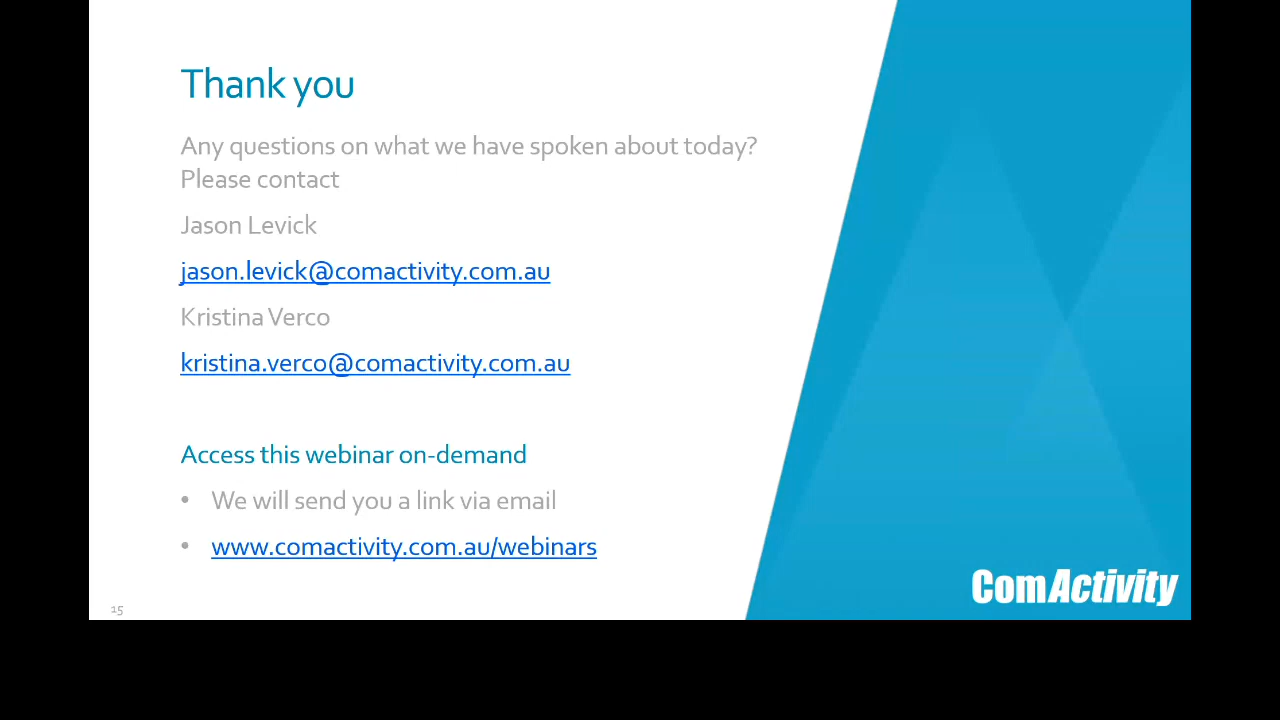 Thank you
Any questions on what we have spoken about today?
Please contact
Jason Levick
jason.levick@comactivity.com.au
Kristina Verco
kristina.verco@comactivity.com.au
Access this webinar on-demand
• We will send you a link via email
• www.comactivity.com.au/webinars
15
ComActivity